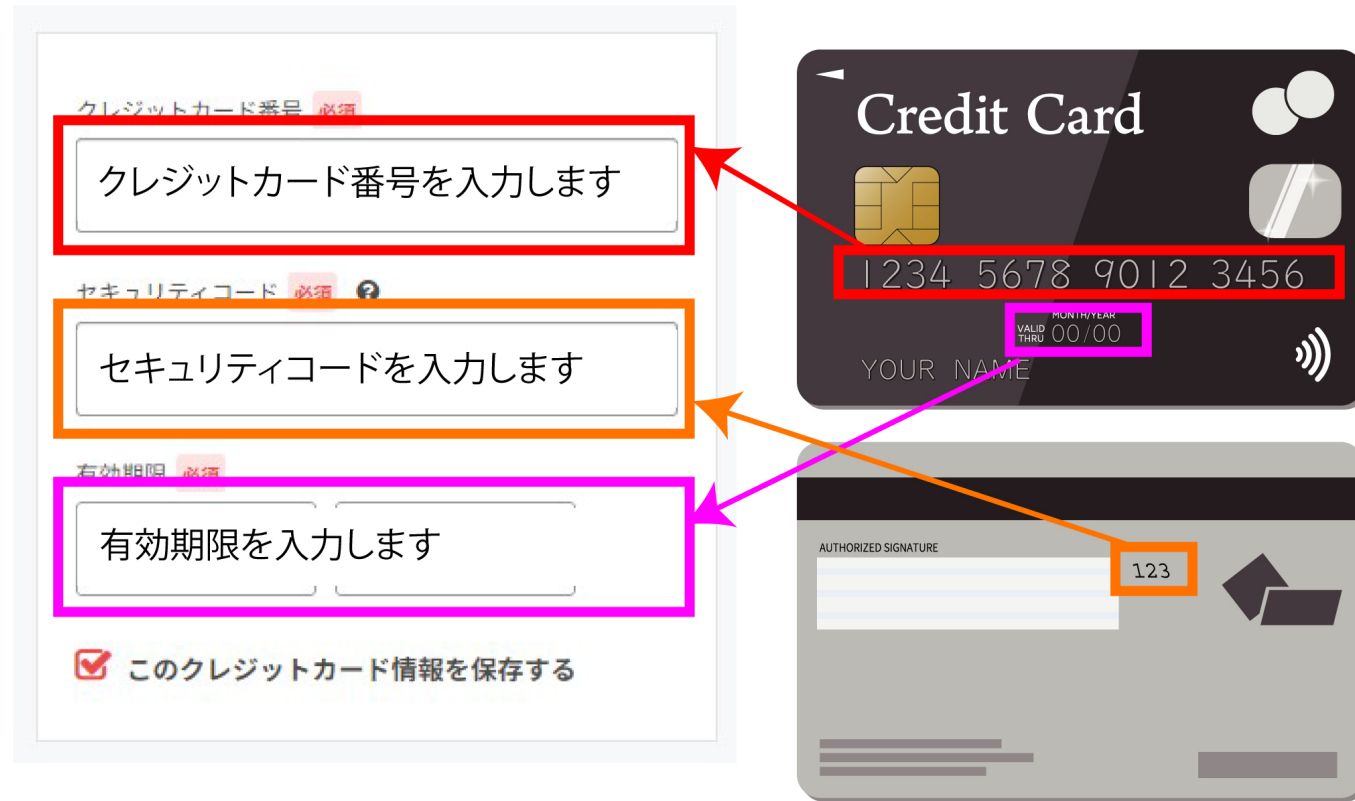 クレジットカード番号 必須
クレジットカード番号を入力します
セキュリティコード 必須 ?
セキュリティコードを入力します
有効期限 必須
有効期限を入力します
このクレジットカード情報を保存する
Credit Card
1234 5678 9012 3456
MONTH/YEAR
VALID THRU 00/00
YOUR NAME
AUTHORIZED SIGNATURE
123